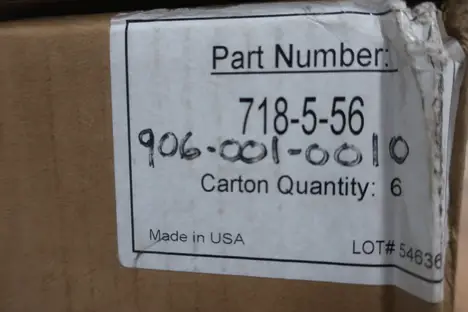 Part Number:
718-5-56
906-001-0010
Carton Quantity: 6
Made in USA
LOT# 54636